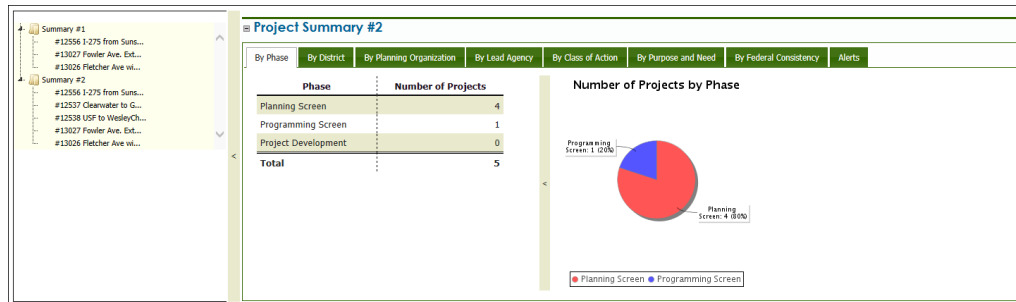 Summary #1
#12556 I-275 from Suns...
#13027 Fowler Ave. Ext...
#13026 Fletcher Ave wi...
Summary #2
#12556 I-275 from Suns...
#12537 Clearwater to G...
#12538 USF to WesleyCh...
#13027 Fowler Ave. Ext...
#13026 Fletcher Ave wi...
<
Project Summary #2
By Phase By District By Planning Organization By Lead Agency By Class of Action By Purpose and Need By Federal Consistency Alerts
Phase Number of Projects
Planning Screen 4
Programming Screen 1
Project Development 0
Total 5
<
Number of Projects by Phase
Programming
Screen: 1 (20%)
Planning
Screen: 4 (80%)
Planning Screen Programming Screen